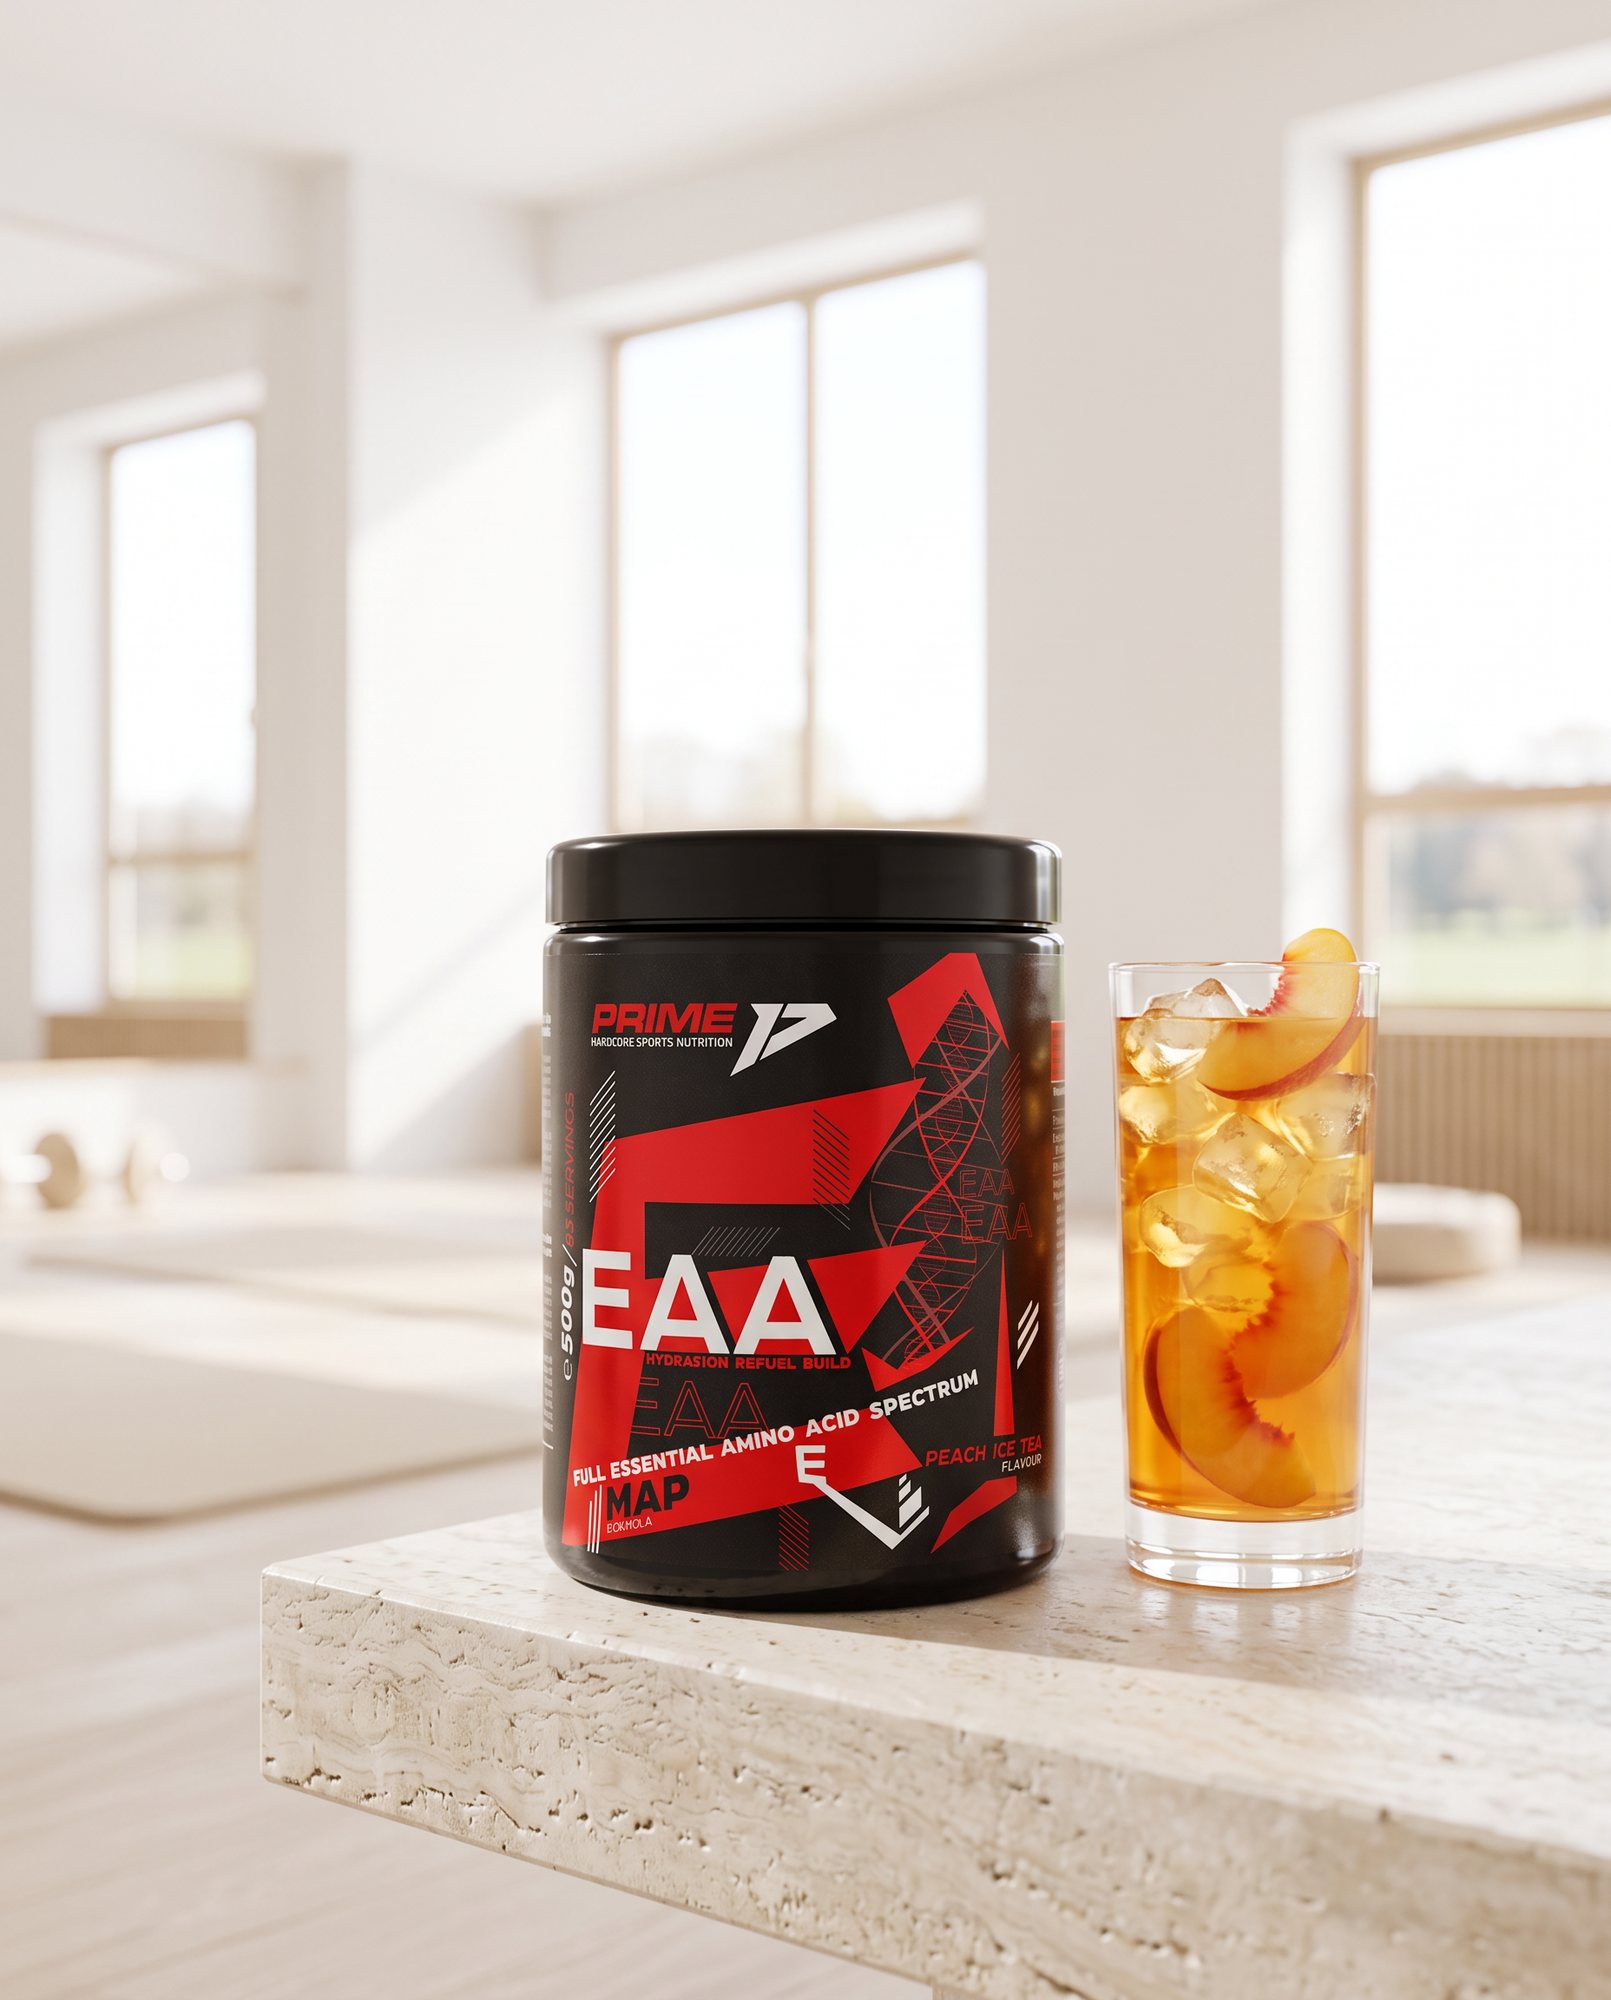 PRIME
HARDCORE SPORTS NUTRITION
℮500g/83 SERVINGS
EAA
EAA
EAA
HYDRASION REFUEL BUILD
EAA
FULL ESSENTIAL AMINO ACID SPECTRUM
E
MAP
PEACH ICE TEA
FLAVOUR